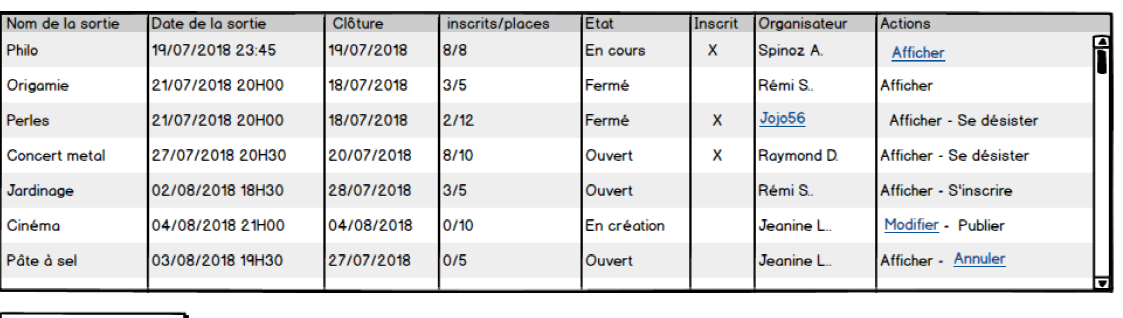 Nom de la sortie Date de la sortie Clôture inscrits/places Etat Inscrit Organisateur Actions
Philo 19/07/2018 23:45 19/07/2018 8/8 En cours X Spinoz A. Afficher
Origamie 21/07/2018 20H00 18/07/2018 3/5 Fermé Rémi S.. Afficher
Perles 21/07/2018 20H00 18/07/2018 2/12 Fermé X Jojo56 Afficher - Se désister
Concert metal 27/07/2018 20H30 20/07/2018 8/10 Ouvert X Raymond D. Afficher - Se désister
Jardinage 02/08/2018 18H30 28/07/2018 3/5 Ouvert Rémi S.. Afficher - S'inscrire
Cinéma 04/08/2018 21H00 04/08/2018 0/10 En création Jeanine L.. Modifier - Publier
Pâte à sel 03/08/2018 19H30 27/07/2018 0/5 Ouvert Jeanine L.. Afficher - Annuler